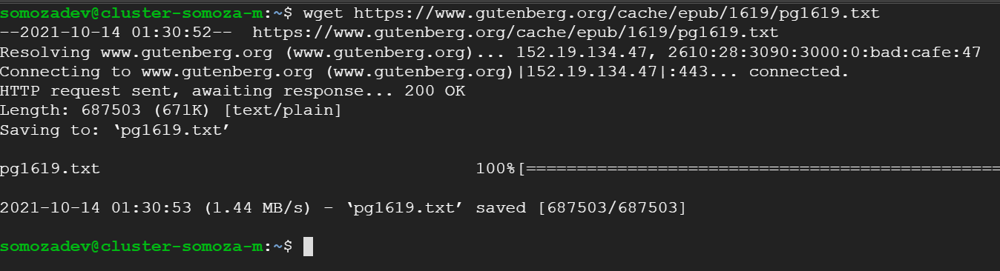 somozadev@cluster-somoza-m:~$ wget https://www.gutenberg.org/cache/epub/1619/pg1619.txt
--2021-10-14 01:30:52--  https://www.gutenberg.org/cache/epub/1619/pg1619.txt
Resolving www.gutenberg.org (www.gutenberg.org)... 152.19.134.47, 2610:28:3090:3000:0:bad:cafe:47
Connecting to www.gutenberg.org (www.gutenberg.org)|152.19.134.47|:443... connected.
HTTP request sent, awaiting response... 200 OK
Length: 687503 (671K) [text/plain]
Saving to: ‘pg1619.txt’
pg1619.txt 100%[===============================================
2021-10-14 01:30:53 (1.44 MB/s) - ‘pg1619.txt’ saved [687503/687503]
somozadev@cluster-somoza-m:~$